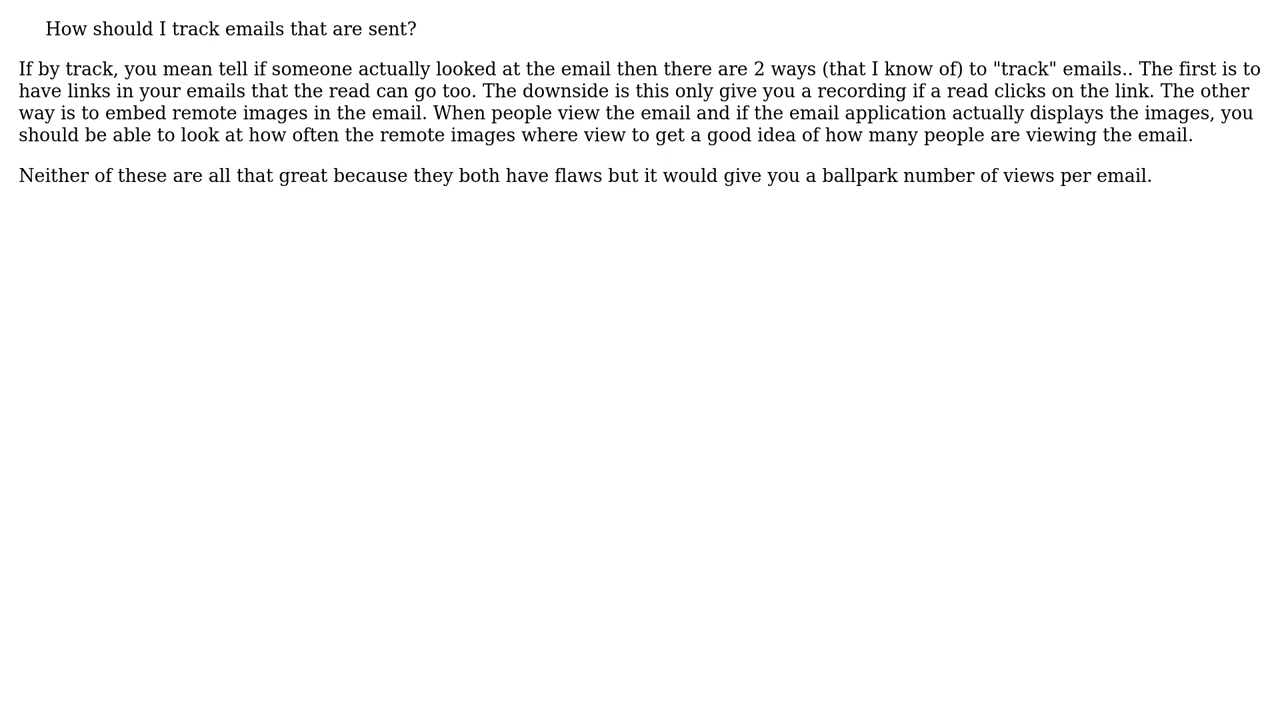 How should I track emails that are sent?
If by track, you mean tell if someone actually looked at the email then there are 2 ways (that I know of) to "track" emails.. The first is to
have links in your emails that the read can go too. The downside is this only give you a recording if a read clicks on the link. The other
way is to embed remote images in the email. When people view the email and if the email application actually displays the images, you
should be able to look at how often the remote images where view to get a good idea of how many people are viewing the email.
Neither of these are all that great because they both have flaws but it would give you a ballpark number of views per email.